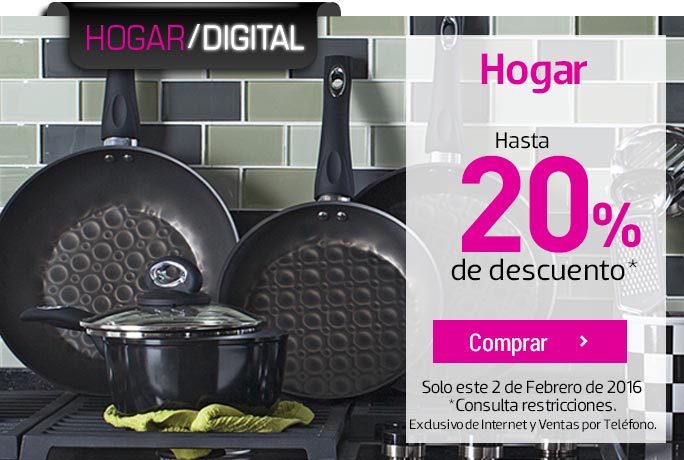 HOGAR/DIGITAL
Hogar
Hasta
20%
de descuento*
Comprar >
Solo este 2 de Febrero de 2016
*Consulta restricciones.
Exclusivo de Internet y Ventas por Teléfono.